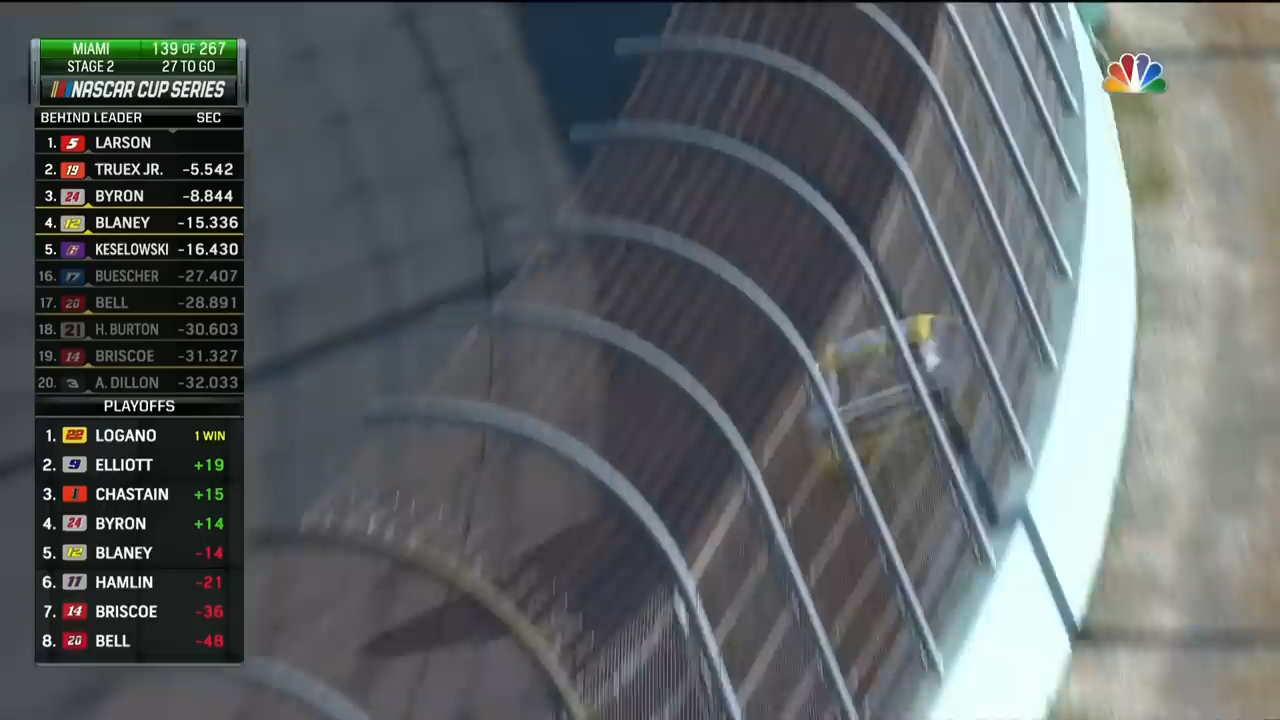 MIAMI 139 OF 267
STAGE 2 27 TO GO
NASCAR CUP SERIES
BEHIND LEADER SEC
1. 5 LARSON
2. 19 TRUEX JR. -5.542
3. 24 BYRON -8.844
4. 12 BLANEY -15.336
5. 6 KESELOWSKI -16.430
16. 17 BUESCHER -27.407
17. 20 BELL -28.891
18. 21 H. BURTON -30.603
19. 14 BRISCOE -31.327
20. 3 A. DILLON -32.033
PLAYOFFS
1. 22 LOGANO 1 WIN
2. 9 ELLIOTT +19
3. 1 CHASTAIN +15
4. 24 BYRON +14
5. 12 BLANEY -14
6. 11 HAMLIN -21
7. 14 BRISCOE -36
8. 20 BELL -48